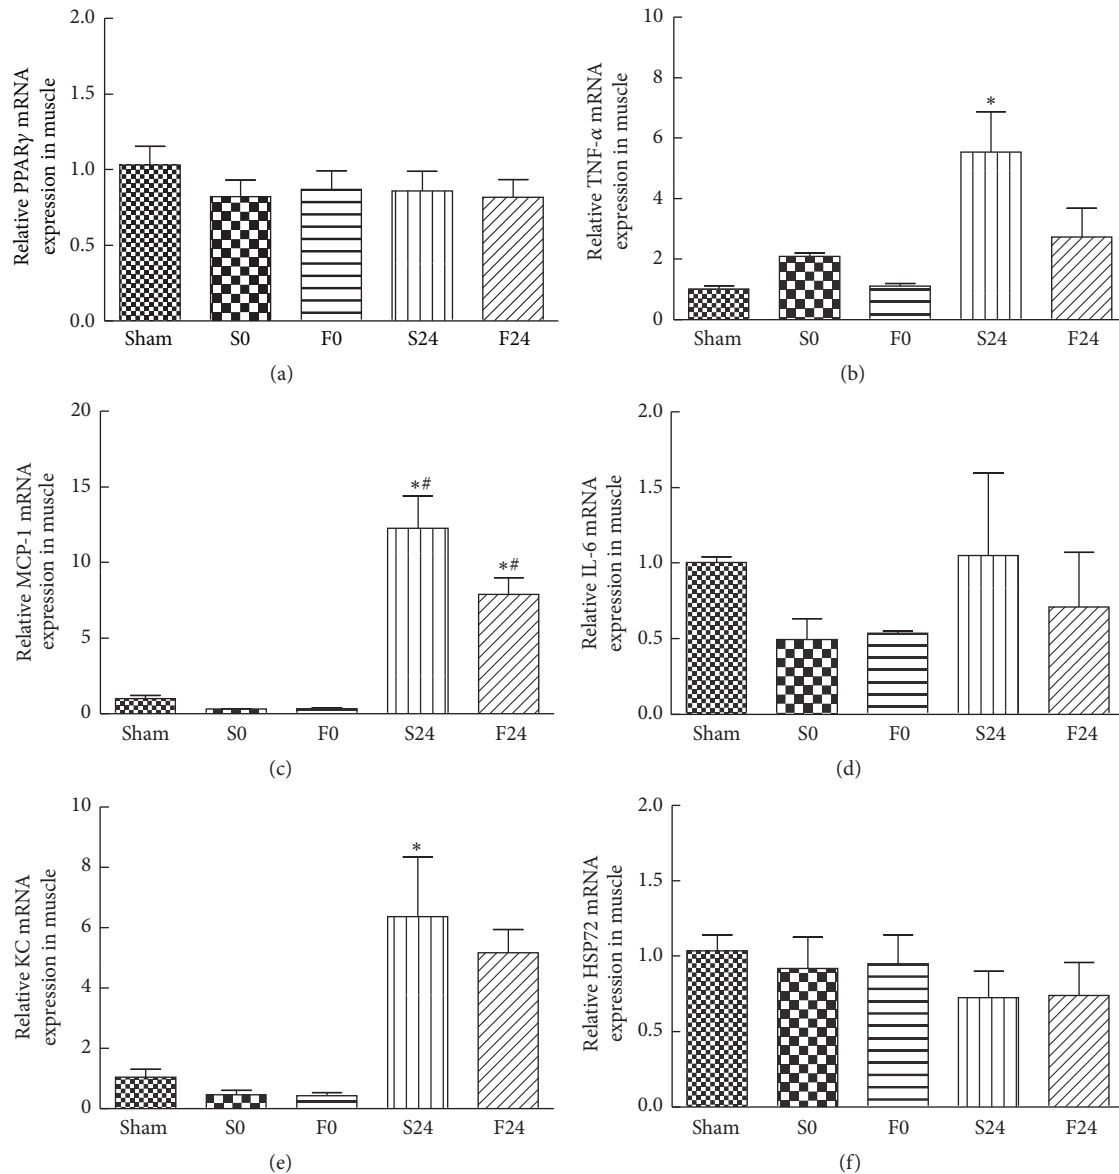 Relative PPARγ mRNA
expression in muscle
2.0
1.5
1.0
0.5
0.0
Sham S0 F0 S24 F24
(a)
Relative TNF-α mRNA
expression in muscle
10
8
6
4
2
0
*
Sham S0 F0 S24 F24
(b)
Relative MCP-1 mRNA
expression in muscle
20
15
10
5
0
*#
*#
Sham S0 F0 S24 F24
(c)
Relative IL-6 mRNA
expression in muscle
2.0
1.5
1.0
0.5
0.0
Sham S0 F0 S24 F24
(d)
Relative KC mRNA
expression in muscle
10
8
6
4
2
0
*
Sham S0 F0 S24 F24
(e)
Relative HSP72 mRNA
expression in muscle
2.0
1.5
1.0
0.5
0.0
Sham S0 F0 S24 F24
(f)